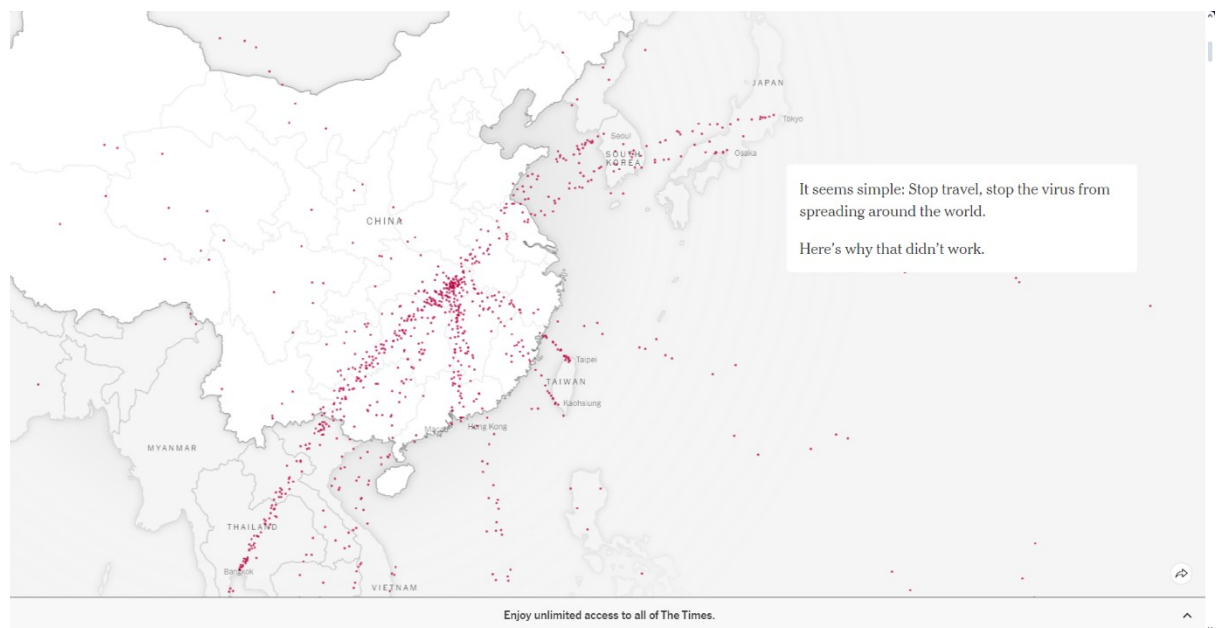 JAPAN
Tokyo
Seoul
SOUTH
KOREA
Osaka
It seems simple: Stop travel, stop the virus from
spreading around the world.
Here’s why that didn’t work.
CHINA
Taipei
TAIWAN
Kaohsiung
Macau
Hong Kong
MYANMAR
THAILAND
Bangkok
VIETNAM
Enjoy unlimited access to all of The Times.